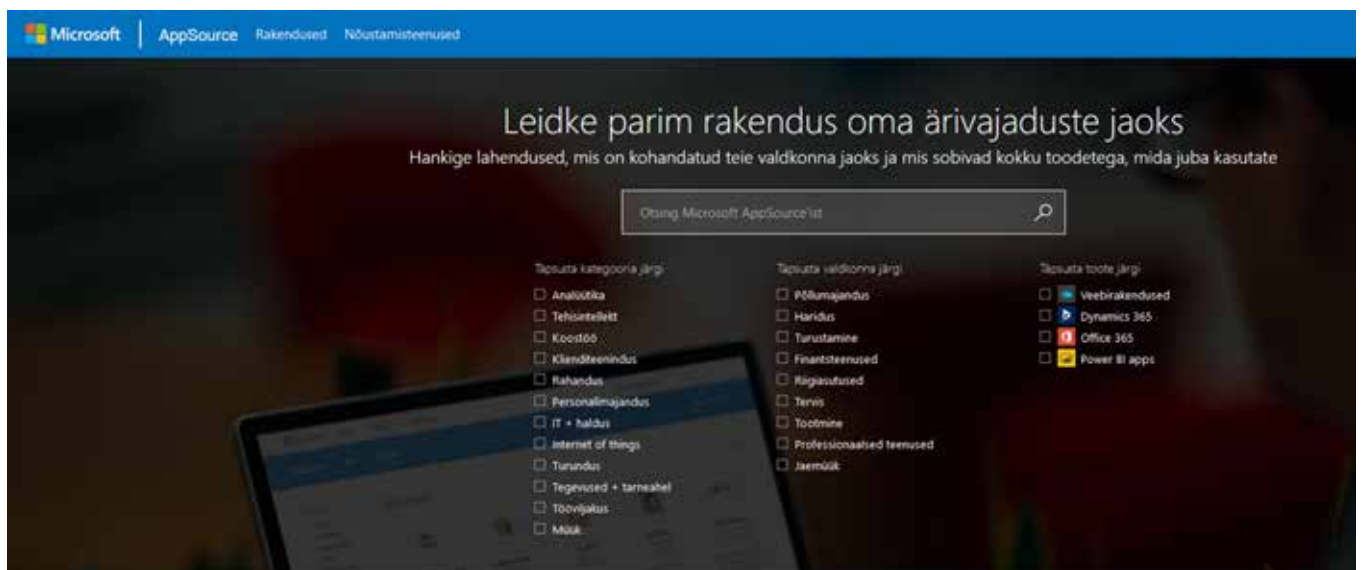 Microsoft AppSource Rakendused Nõustamisteenused
Leidke parim rakendus oma ärivajaduste jaoks
Hankige lahendused, mis on kohandatud teie valdkonna jaoks ja mis sobivad kokku toodetega, mida juba kasutate
Otsing Microsoft AppSource'ist
Täpsusta kategooria järgi
Analüütika
Tehisintellekt
Koostöö
Klienditeenindus
Rahandus
Personalimajandus
IT + haldus
Internet of things
Turundus
Tegevused + tarneahel
Tööviljakus
Müük
Täpsusta valdkonna järgi
Põllumajandus
Haridus
Turustamine
Finantsteenused
Riigiasutused
Tervis
Tootmine
Professionaalsed teenused
Jaemüük
Täpsusta toote järgi
Veebirakendused
Dynamics 365
Office 365
Power BI apps